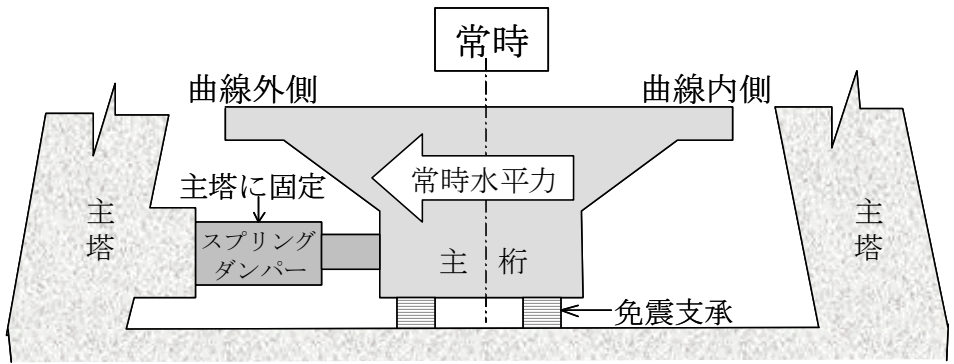 常時
曲線外側
曲線内側
常時水平力
主塔に固定
主塔
スプリング
ダンパー
主桁
主塔
免震支承